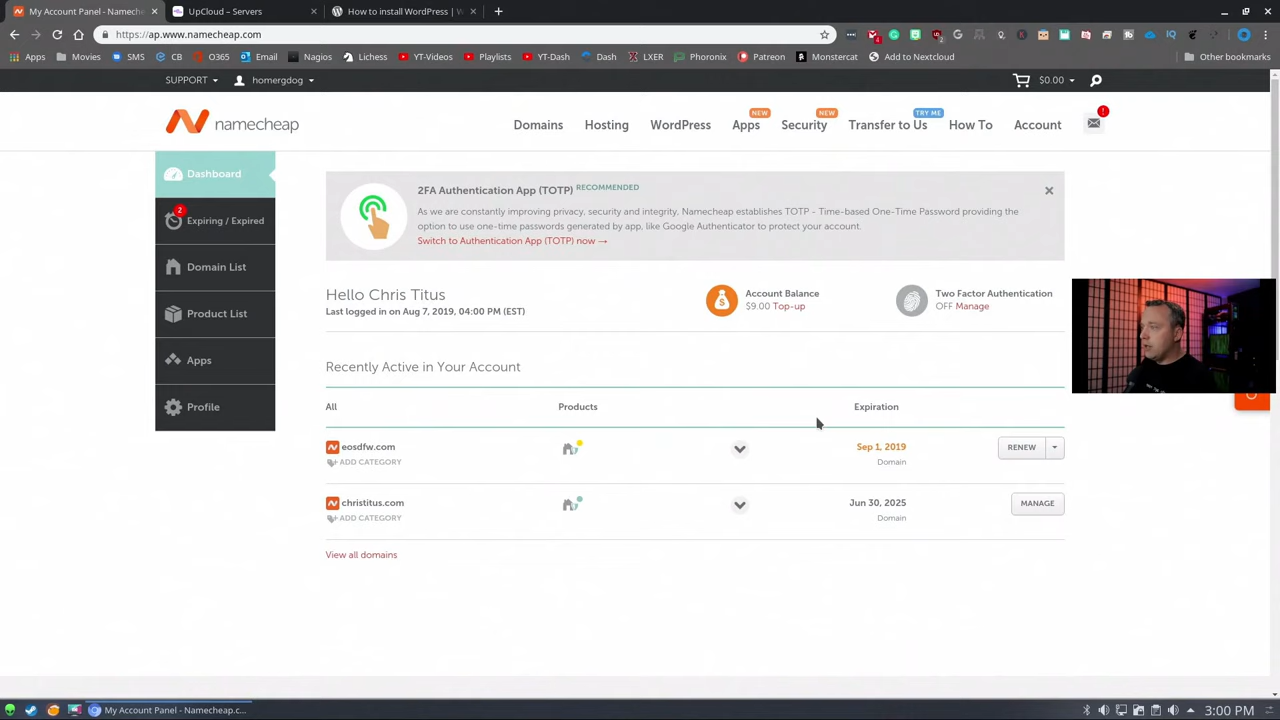 My Account Panel - Nameche
UpCloud – Servers
How to install WordPress | W
https://ap.www.namecheap.com
Apps
Movies
SMS
CB
O365
Email
Nagios
Lichess
YT-Videos
Playlists
YT-Dash
Dash
LXER
Phoronix
Patreon
Monstercat
Add to Nextcloud
Other bookmarks
SUPPORT
homergdog
$0.00
namecheap
Domains
Hosting
WordPress
NEW
Apps
NEW
Security
TRY ME
Transfer to Us
How To
Account
!
Dashboard
2
Expiring / Expired
Domain List
Product List
Apps
Profile
2FA Authentication App (TOTP) RECOMMENDED
As we are constantly improving privacy, security and integrity, Namecheap establishes TOTP - Time-based One-Time Password providing the
option to use one-time passwords generated by app, like Google Authenticator to protect your account.
Switch to Authentication App (TOTP) now →
Hello Chris Titus
Last logged in on Aug 7, 2019, 04:00 PM (EST)
Account Balance
$9.00 Top-up
Two Factor Authentication
OFF Manage
Recently Active in Your Account
All
Products
Expiration
eosdfw.com
ADD CATEGORY
Sep 1, 2019
Domain
RENEW
christitus.com
ADD CATEGORY
Jun 30, 2025
Domain
MANAGE
View all domains
My Account Panel - Namecheap.c...
3:00 PM